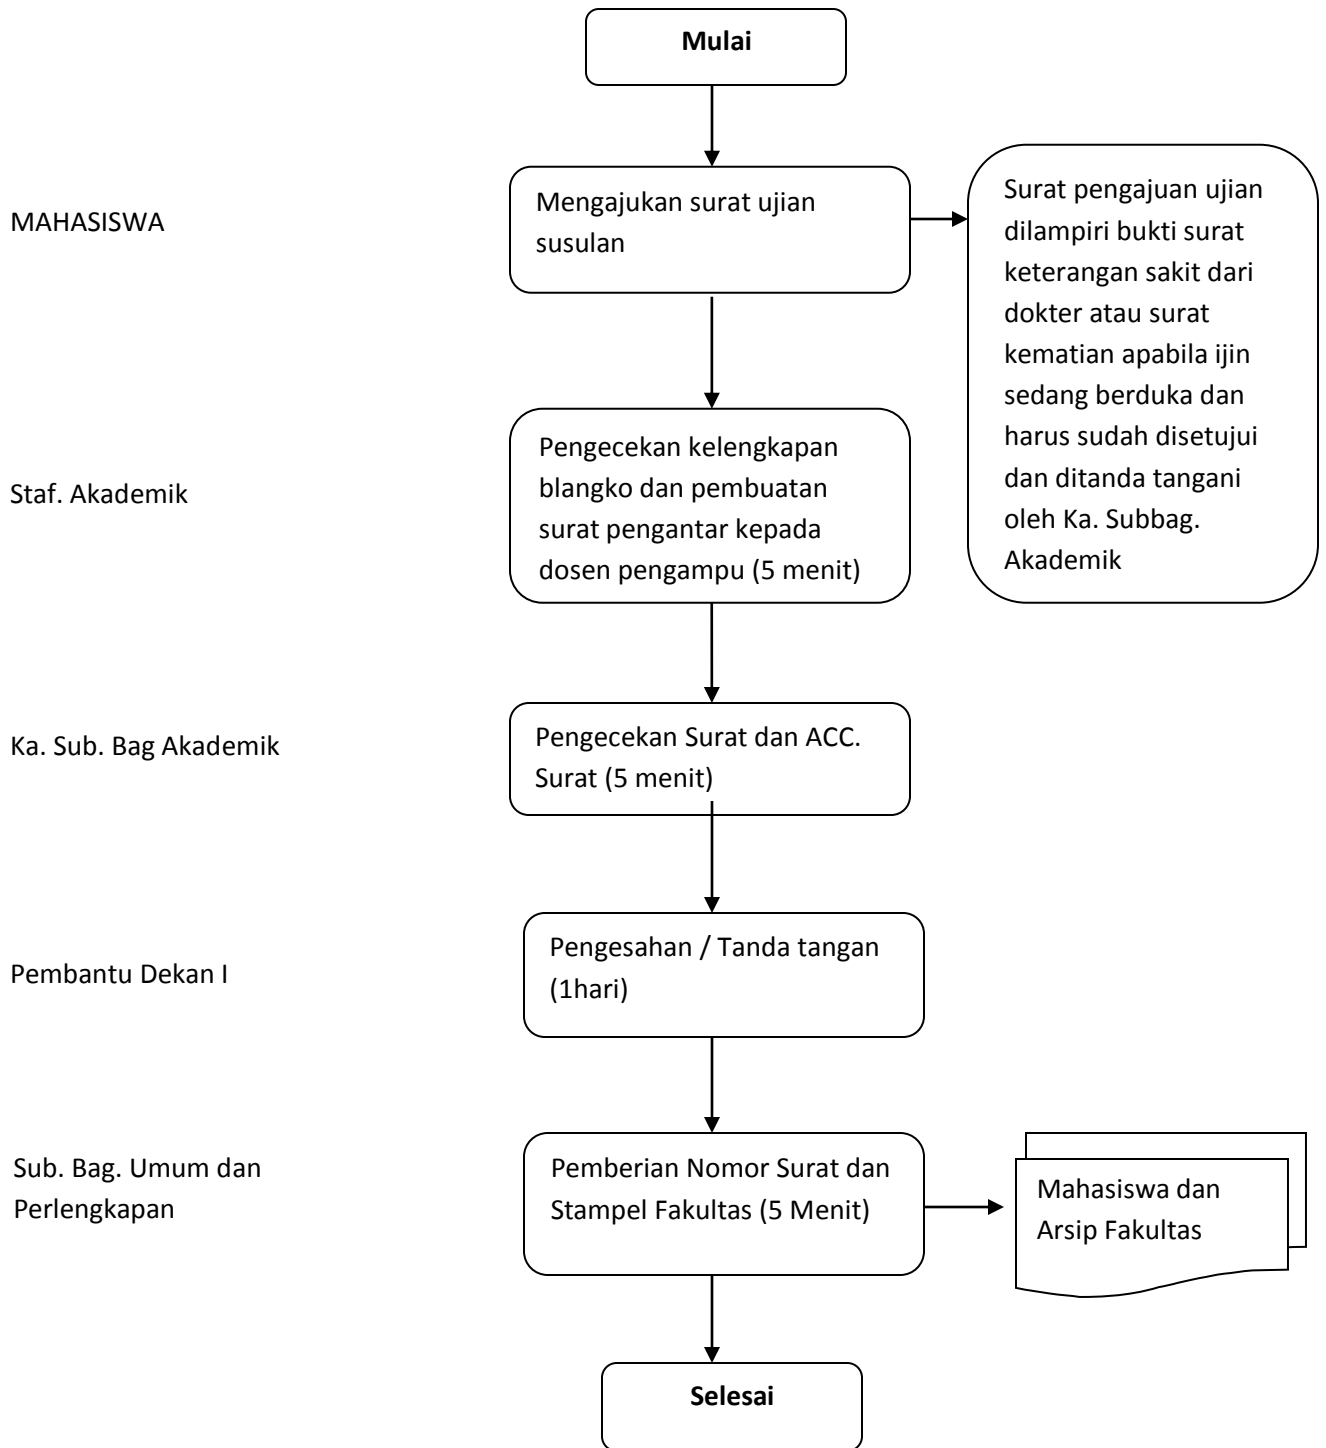 Mulai
MAHASISWA
Mengajukan surat ujian
susulan
Surat pengajuan ujian
dilampiri bukti surat
keterangan sakit dari
dokter atau surat
kematian apabila ijin
sedang berduka dan
harus sudah disetujui
dan ditanda tangani
oleh Ka. Subbag.
Akademik
Staf. Akademik
Pengecekan kelengkapan
blangko dan pembuatan
surat pengantar kepada
dosen pengampu (5 menit)
Ka. Sub. Bag Akademik
Pengecekan Surat dan ACC.
Surat (5 menit)
Pembantu Dekan I
Pengesahan / Tanda tangan
(1hari)
Sub. Bag. Umum dan
Perlengkapan
Pemberian Nomor Surat dan
Stampel Fakultas (5 Menit)
Mahasiswa dan
Arsip Fakultas
Selesai